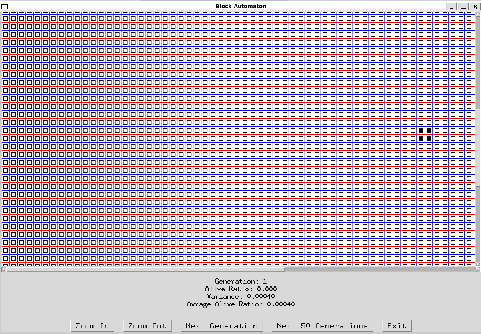 Block Automaton
Generation: 1
Alive Ratio: 0.000
Variance: 0.00040
Average Alive Ratio: 0.00040
Zoom In Zoom Out Next Generation Next 50 Generations Exit